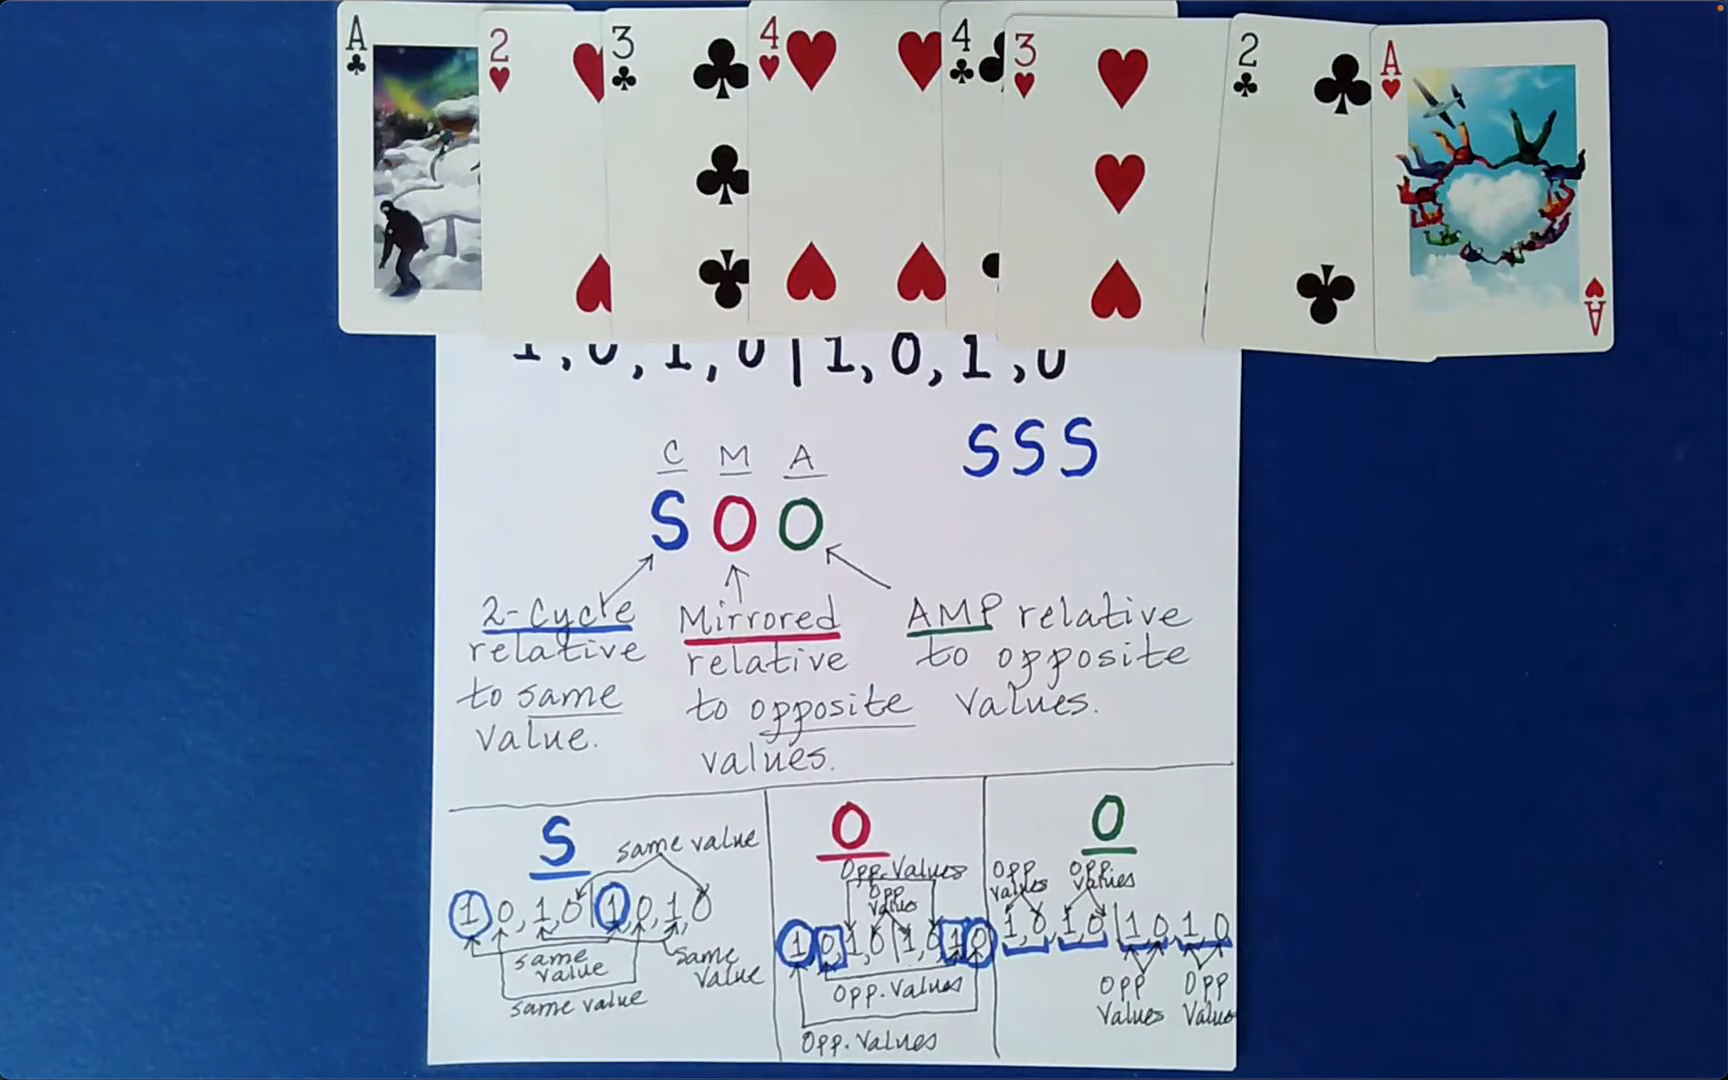 A 2 3 4 4 3 2 A
A
1, 0, 1, 0 | 1, 0, 1, 0
SSS
C M A
S O O
2-Cycle relative to same value.
Mirrored relative to opposite values.
AMP relative to opposite values.
S
same value
1 0, 1, 0 | 1, 0, 1, 0
same value
same value
same value
O
Opp. Values
Opp value
1 0, 1, 0 | 1, 0 1 0
Opp. Values
Opp. Values
O
Opp values
Opp values
1, 0, 1, 0 | 1 0, 1, 0
Opp Values
Opp Value